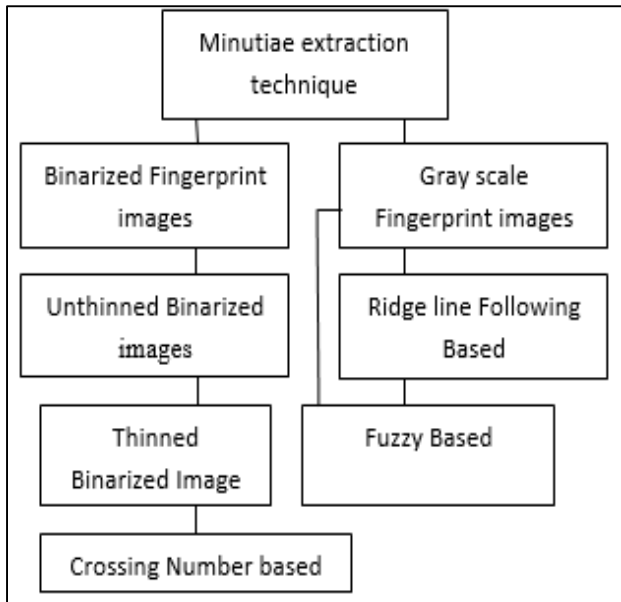 Minutiae extraction
technique
Binarized Fingerprint
images
Gray scale
Fingerprint images
Unthinned Binarized
images
Ridge line Following
Based
Thinned
Binarized Image
Fuzzy Based
Crossing Number based